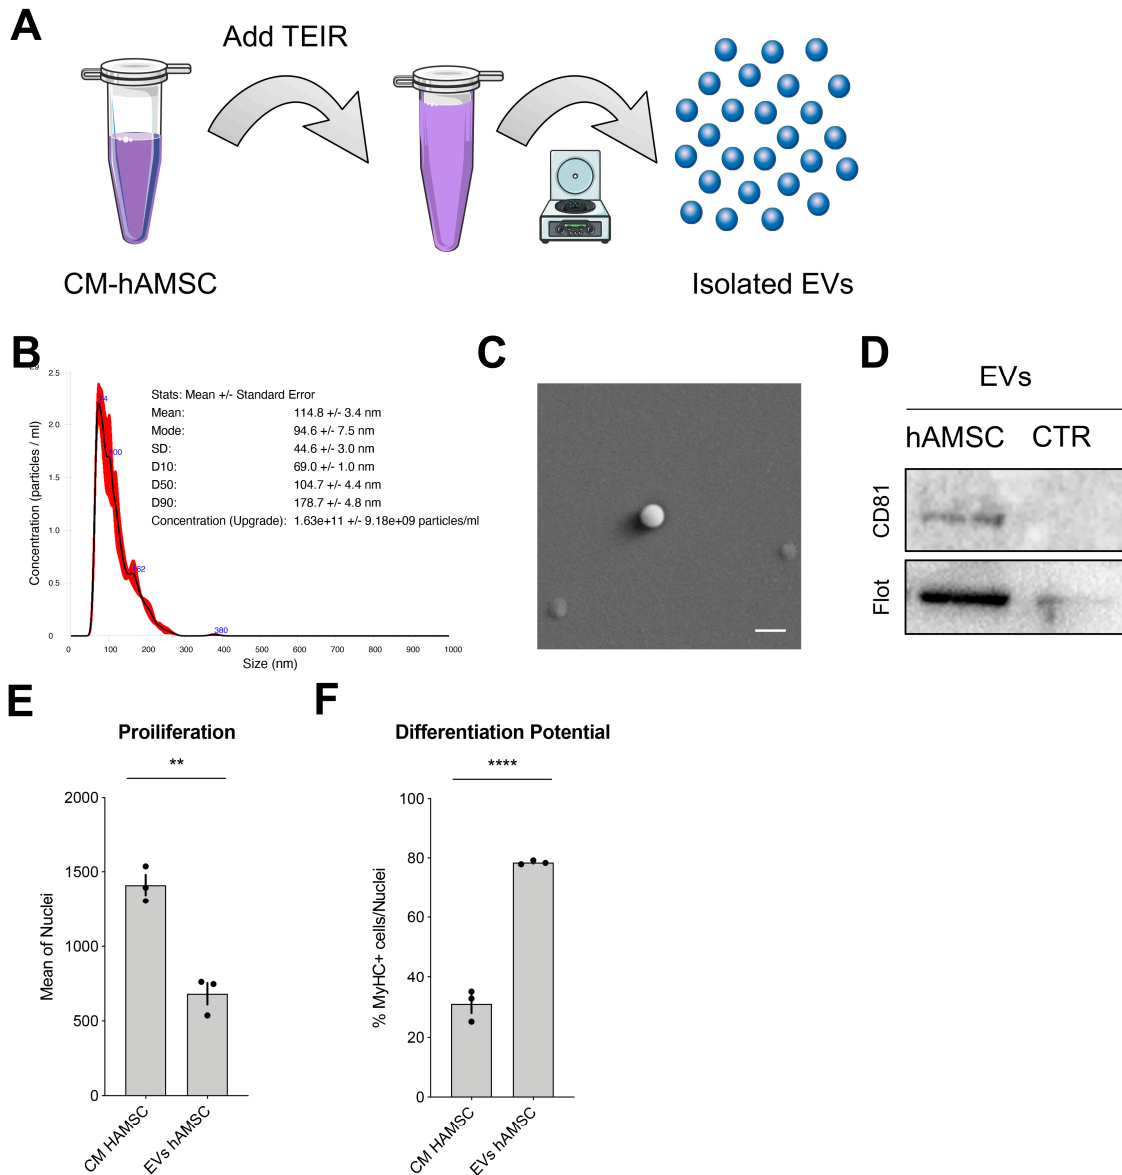 A
Add TEIR
CM-hAMSC
Isolated EVs
B
2.5
2.0
1.5
1.0
0.5
0
Concentration (particles / ml)
0 100 200 300 400 500 600 700 800 900 1000
Size (nm)
162
380
Stats: Mean +/- Standard Error
Mean: 114.8 +/- 3.4 nm
Mode: 94.6 +/- 7.5 nm
SD: 44.6 +/- 3.0 nm
D10: 69.0 +/- 1.0 nm
D50: 104.7 +/- 4.4 nm
D90: 178.7 +/- 4.8 nm
Concentration (Upgrade): 1.63e+11 +/- 9.18e+09 particles/ml
C
D
EVs
hAMSC CTR
CD81
Flot
E
Proiliferation
**
2000
1500
1000
500
0
Mean of Nuclei
CM HAMSC
EVs hAMSC
F
Differentiation Potential
****
100
80
60
40
20
0
% MyHC+ cells/Nuclei
CM HAMSC
EVs hAMSC